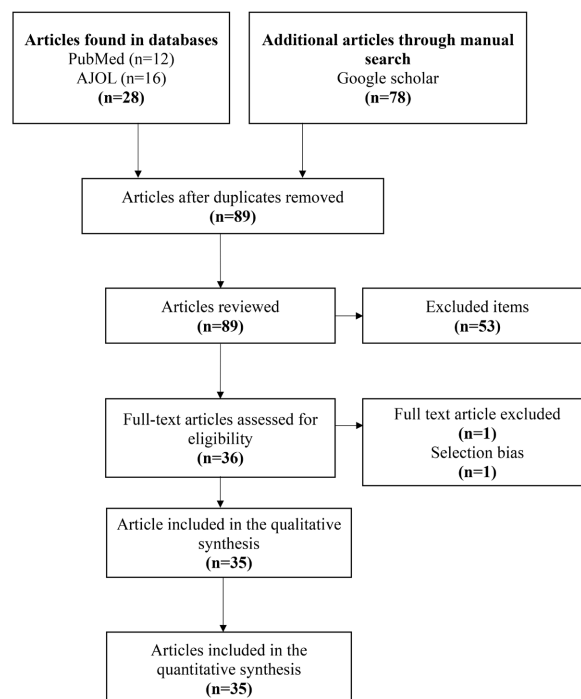 Articles found in databases
PubMed (n=12)
AJOL (n=16)
(n=28)
Additional articles through manual
search
Google scholar
(n=78)
Articles after duplicates removed
(n=89)
Articles reviewed
(n=89)
Excluded items
(n=53)
Full-text articles assessed for
eligibility
(n=36)
Full text article excluded
(n=1)
Selection bias
(n=1)
Article included in the qualitative
synthesis
(n=35)
Articles included in the
quantitative synthesis
(n=35)